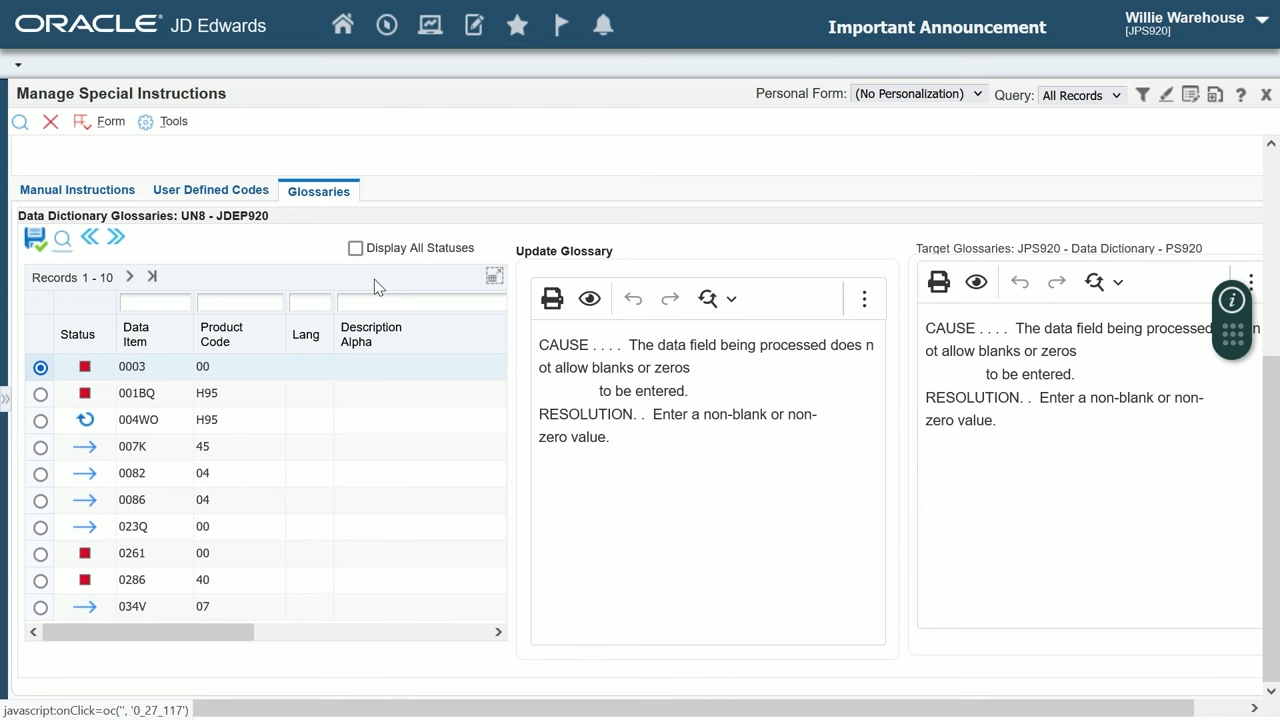 ORACLE JD Edwards
Important Announcement
Willie Warehouse
[JPS920]
Manage Special Instructions
Personal Form: (No Personalization) Query: All Records
Form Tools
Manual Instructions User Defined Codes Glossaries
Data Dictionary Glossaries: UN8 - JDEP920
Display All Statuses
Records 1 - 10
Status Data Item Product Code Lang Description Alpha
0003 00
001BQ H95
004WO H95
007K 45
0082 04
0086 04
023Q 00
0261 00
0286 40
034V 07
Update Glossary
CAUSE . . . . The data field being processed does n
ot allow blanks or zeros
to be entered.
RESOLUTION. . Enter a non-blank or non-
zero value.
Target Glossaries: JPS920 - Data Dictionary - PS920
CAUSE . . . . The data field being processed n
ot allow blanks or zeros
to be entered.
RESOLUTION. . Enter a non-blank or non-
zero value.
javascript:onClick=oc('', '0_27_117')